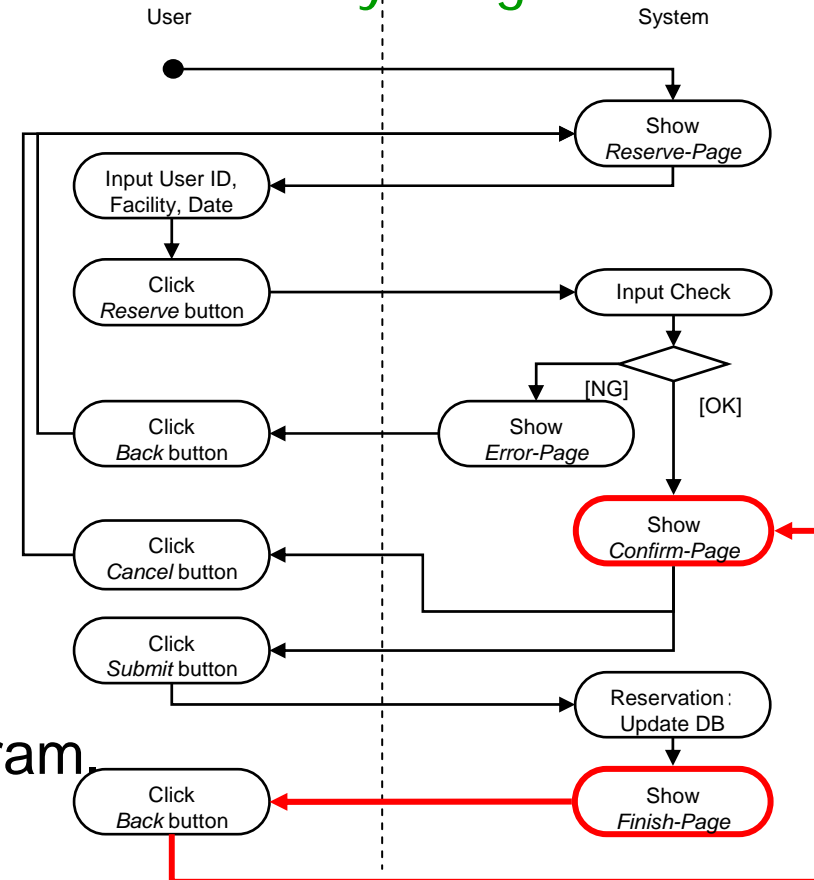 User
System
Show
Reserve-Page
Input User ID,
Facility, Date
Click
Reserve button
Input Check
[NG]
[OK]
Click
Back button
Show
Error-Page
Show
Confirm-Page
Click
Cancel button
Click
Submit button
Reservation:
Update DB
ram.
Click
Back button
Show
Finish-Page